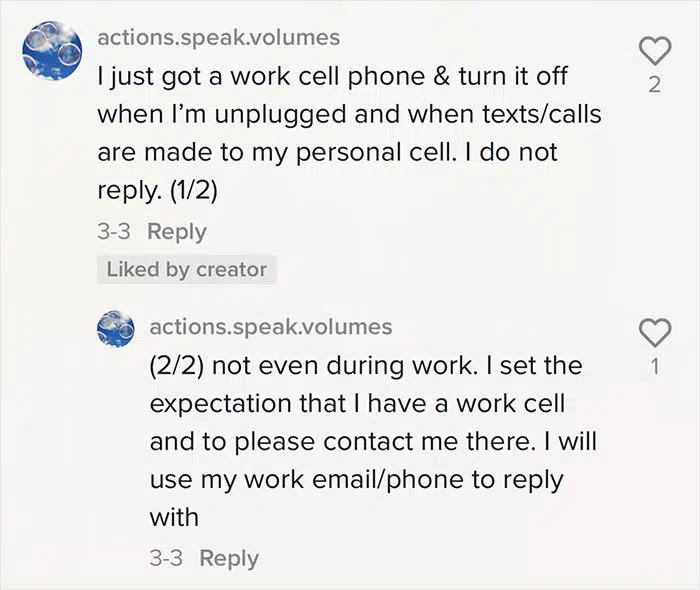 actions.speak.volumes
I just got a work cell phone & turn it off
when I’m unplugged and when texts/calls
are made to my personal cell. I do not
reply. (1/2)
2
3-3 Reply
Liked by creator
actions.speak.volumes
(2/2) not even during work. I set the
expectation that I have a work cell
and to please contact me there. I will
use my work email/phone to reply
with
1
3-3 Reply